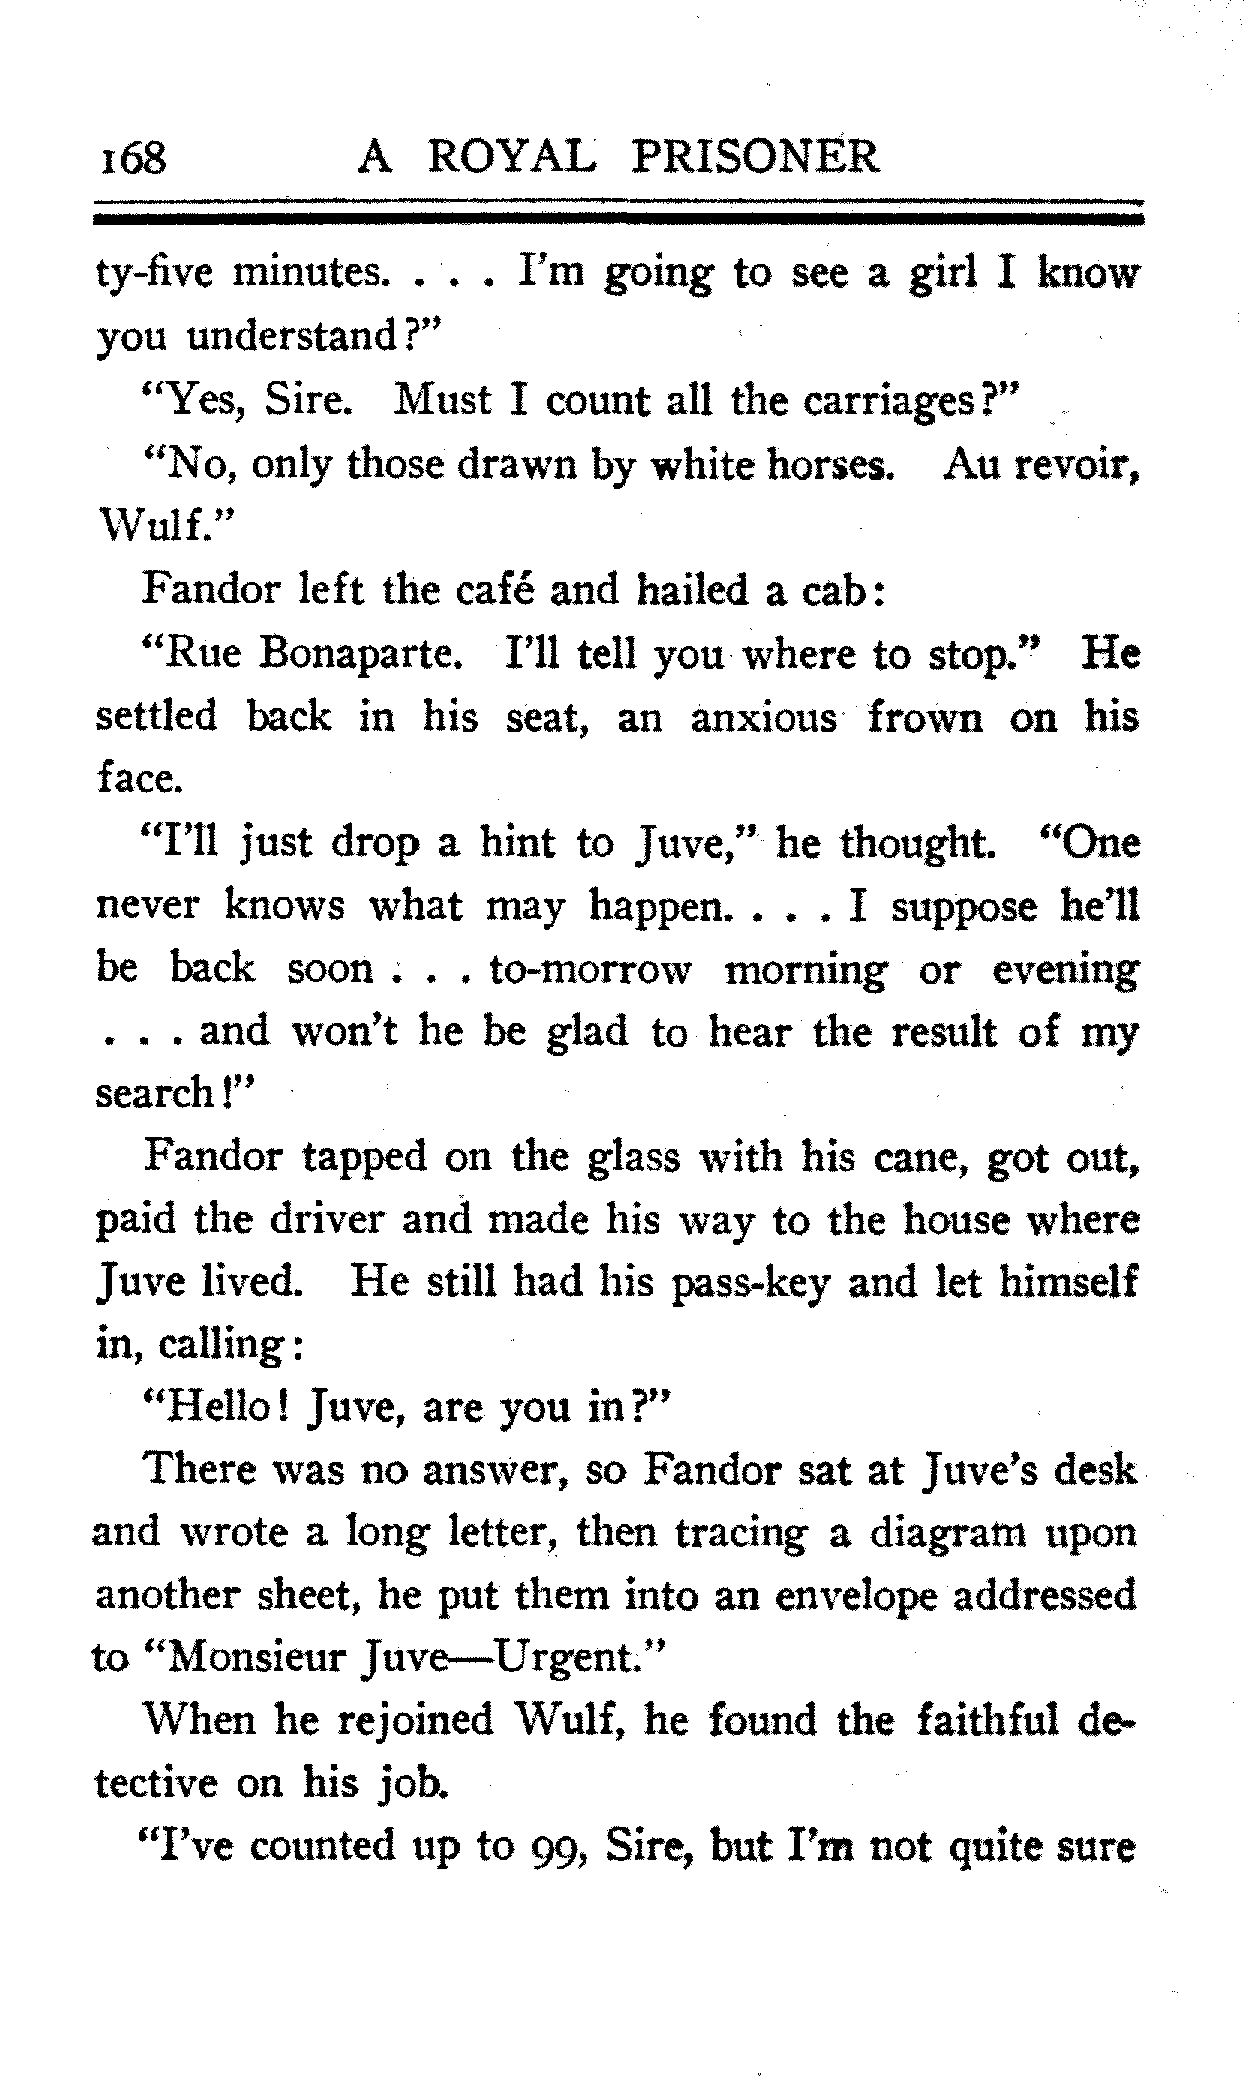 168 A ROYAL PRISONER
ty-five minutes. . . . I'm going to see a girl I know
you understand?"
"Yes, Sire. Must I count all the carriages?"
"No, only those drawn by white horses. Au revoir,
Wulf."
Fandor left the café and hailed a cab:
"Rue Bonaparte. I'll tell you where to stop." He
settled back in his seat, an anxious frown on his
face.
"I'll just drop a hint to Juve," he thought. "One
never knows what may happen. . . . I suppose he'll
be back soon . . . to-morrow morning or evening
. . . and won't he be glad to hear the result of my
search!"
Fandor tapped on the glass with his cane, got out,
paid the driver and made his way to the house where
Juve lived. He still had his pass-key and let himself
in, calling:
"Hello! Juve, are you in?"
There was no answer, so Fandor sat at Juve's desk
and wrote a long letter, then tracing a diagram upon
another sheet, he put them into an envelope addressed
to "Monsieur Juve—Urgent."
When he rejoined Wulf, he found the faithful de-
tective on his job.
"I've counted up to 99, Sire, but I'm not quite sure